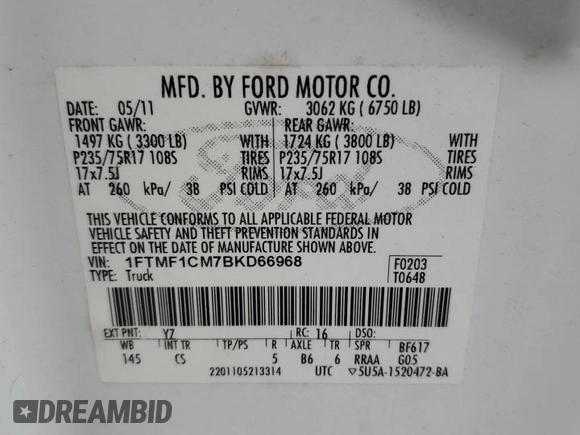 MFD. BY FORD MOTOR CO.
DATE: 05/11 GVWR: 3062 KG ( 6750 LB)
FRONT GAWR: REAR GAWR:
1497 KG ( 3300 LB) WITH 1724 KG ( 3800 LB) WITH
P235/75R17 108S TIRES P235/75R17 108S TIRES
17x7.5J RIMS 17x7.5J RIMS
AT 260 kPa/ 38 PSI COLD AT 260 kPa/ 38 PSI COLD
THIS VEHICLE CONFORMS TO ALL APPLICABLE FEDERAL MOTOR
VEHICLE SAFETY AND THEFT PREVENTION STANDARDS IN
EFFECT ON THE DATE OF MANUFACTURE SHOWN ABOVE.
VIN: 1FTMF1CM7BKD66968 F0203
TYPE: Truck T0648
EXT PNT: Y7 RC: 16 DSO:
WB INT TR TP/PS R AXLE TR SPR BF617
145 CS 5 B6 6 RRAA G05
2201105213314 UTC ▽5U5A-1520472-BA
DREAMBID